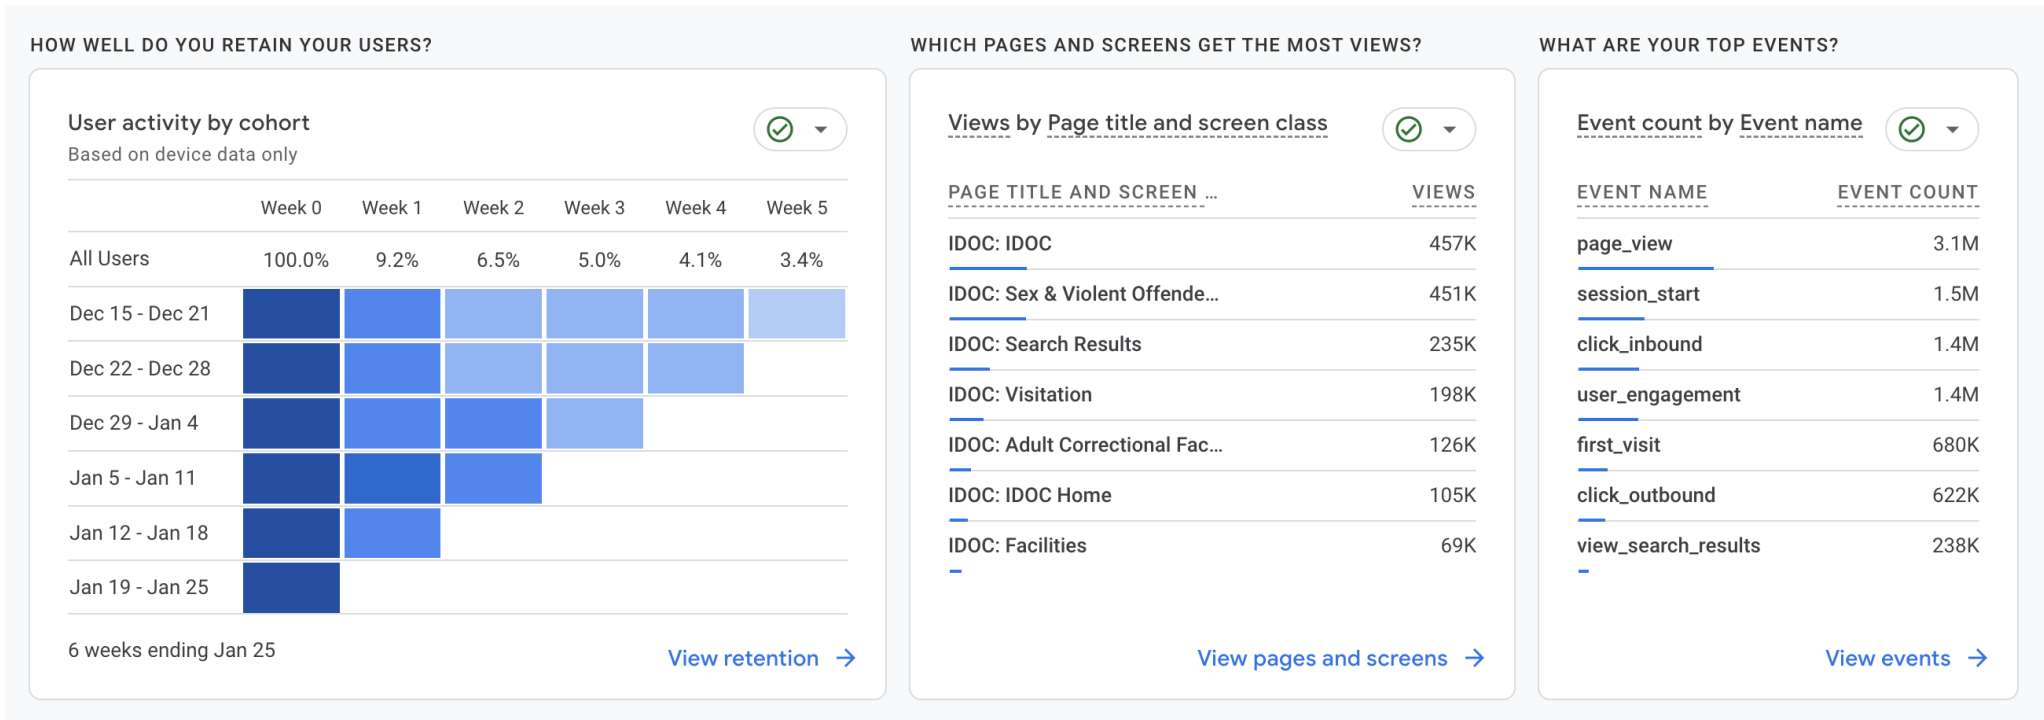 HOW WELL DO YOU RETAIN YOUR USERS?
User activity by cohort
Based on device data only
Week 0 Week 1 Week 2 Week 3 Week 4 Week 5
All Users 100.0% 9.2% 6.5% 5.0% 4.1% 3.4%
Dec 15 - Dec 21
Dec 22 - Dec 28
Dec 29 - Jan 4
Jan 5 - Jan 11
Jan 12 - Jan 18
Jan 19 - Jan 25
6 weeks ending Jan 25
View retention
WHICH PAGES AND SCREENS GET THE MOST VIEWS?
Views by Page title and screen class
PAGE TITLE AND SCREEN … VIEWS
IDOC: IDOC 457K
IDOC: Sex & Violent Offende... 451K
IDOC: Search Results 235K
IDOC: Visitation 198K
IDOC: Adult Correctional Fac... 126K
IDOC: IDOC Home 105K
IDOC: Facilities 69K
View pages and screens
WHAT ARE YOUR TOP EVENTS?
Event count by Event name
EVENT NAME EVENT COUNT
page_view 3.1M
session_start 1.5M
click_inbound 1.4M
user_engagement 1.4M
first_visit 680K
click_outbound 622K
view_search_results 238K
View events